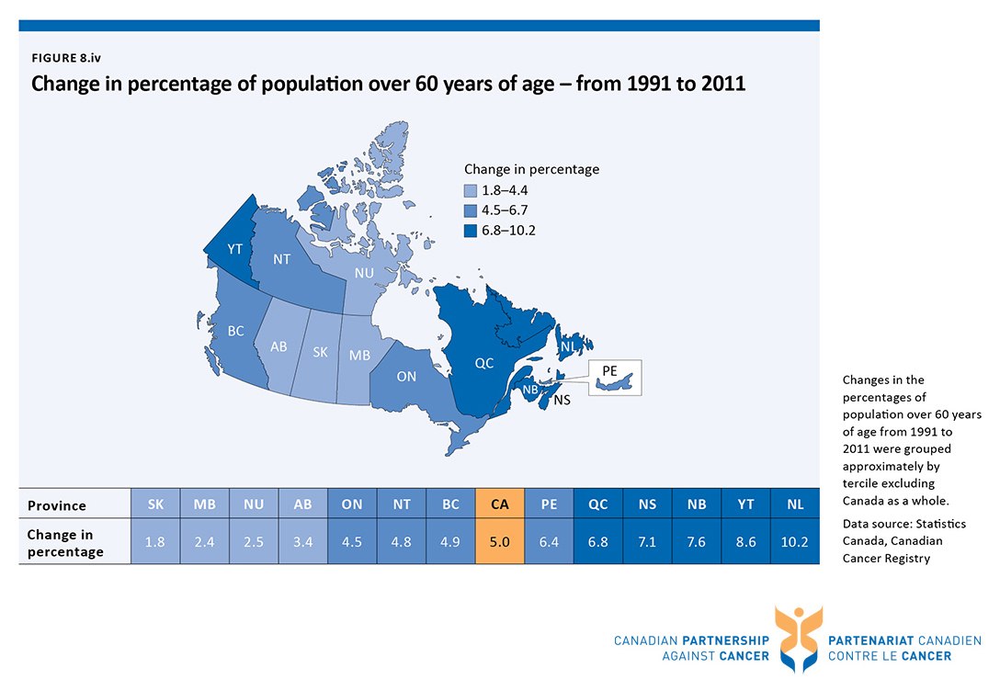 FIGURE 8.iv
Change in percentage of population over 60 years of age – from 1991 to 2011
Change in percentage
1.8–4.4
4.5–6.7
6.8–10.2
YT
NT
NU
BC
AB
SK
MB
ON
QC
NL
PE
NB
NS
Province SK MB NU AB ON NT BC CA PE QC NS NB YT NL
Change in
percentage 1.8 2.4 2.5 3.4 4.5 4.8 4.9 5.0 6.4 6.8 7.1 7.6 8.6 10.2
Changes in the
percentages of
population over 60 years
of age from 1991 to
2011 were grouped
approximately by
tercile excluding
Canada as a whole.
Data source: Statistics
Canada, Canadian
Cancer Registry
CANADIAN PARTNERSHIP
AGAINST CANCER
PARTENARIAT CANADIEN
CONTRE LE CANCER